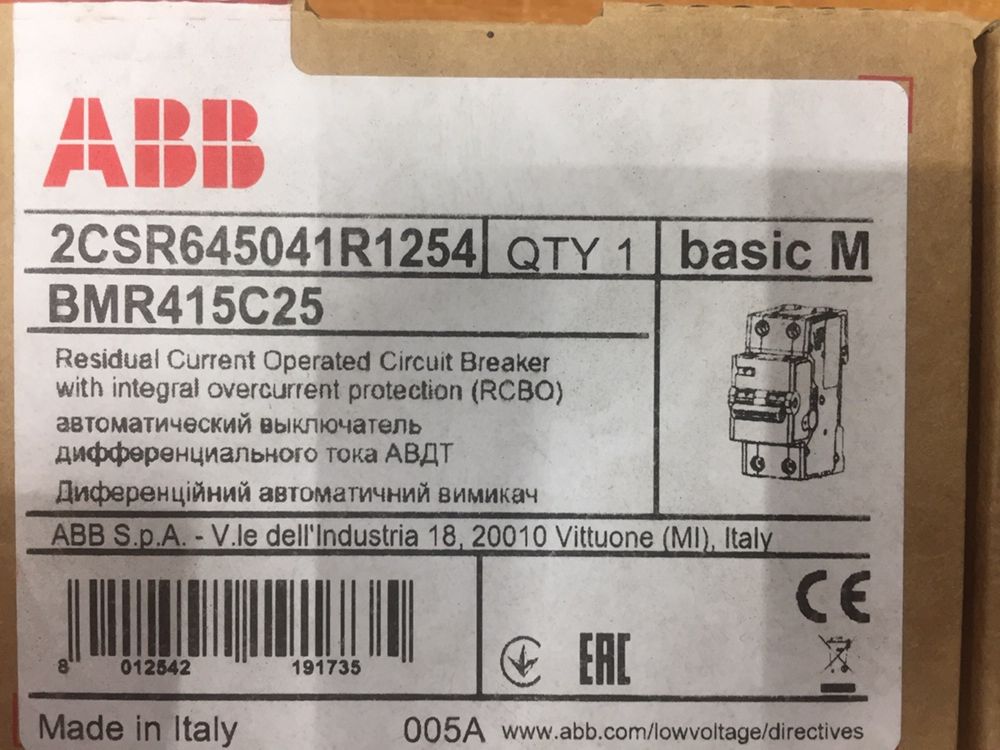 ABB
2CSR645041R1254 QTY 1 basic M
BMR415C25
Residual Current Operated Circuit Breaker
with integral overcurrent protection (RCBO)
автоматический выключатель
дифференциального тока АВДТ
Диференційний автоматичний вимикач
ABB S.p.A. - V.le dell'Industria 18, 20010 Vittuone (MI), Italy
CE
8 012542 191735
EAC
Made in Italy 005A www.abb.com/lowvoltage/directives